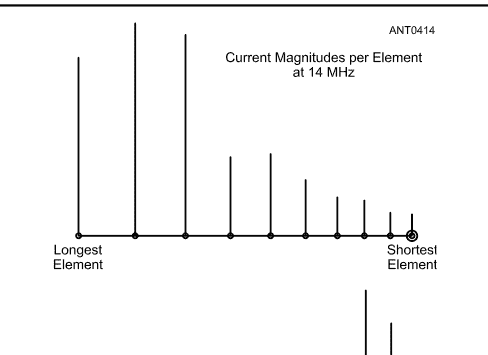 ANT0414
Current Magnitudes per Element
at 14 MHz
Longest
Element
Shortest
Element